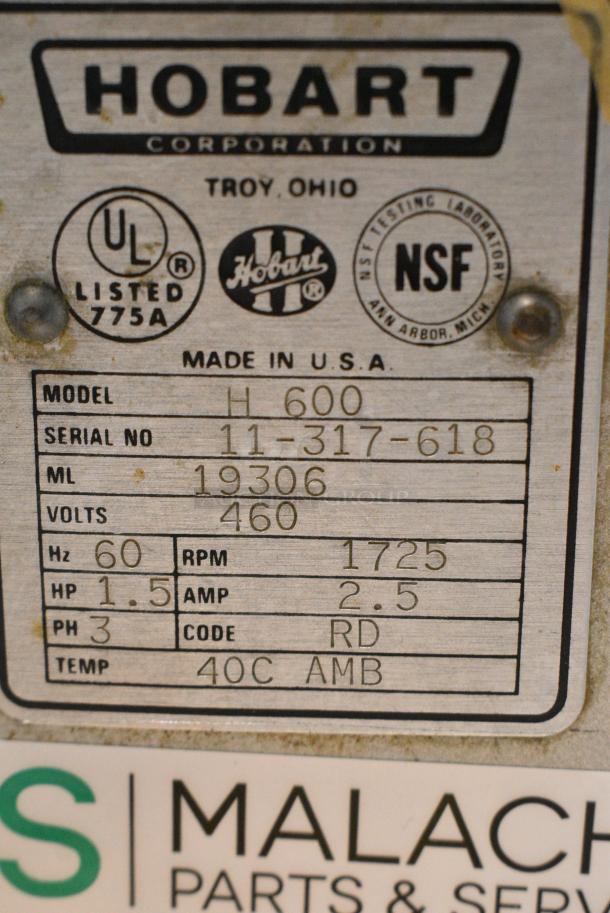 HOBART
CORPORATION
TROY, OHIO
UL ®
LISTED
775A
H
Hobart ®
NSF TESTING LABORATORY
NSF
ANN ARBOR, MICH.
MADE IN U.S.A.
MODEL H 600
SERIAL NO 11-317-618
ML 19306
VOLTS 460
Hz 60 RPM 1725
HP 1.5 AMP 2.5
PH 3 CODE RD
TEMP 40C AMB
S | MALACH
PARTS & SERV